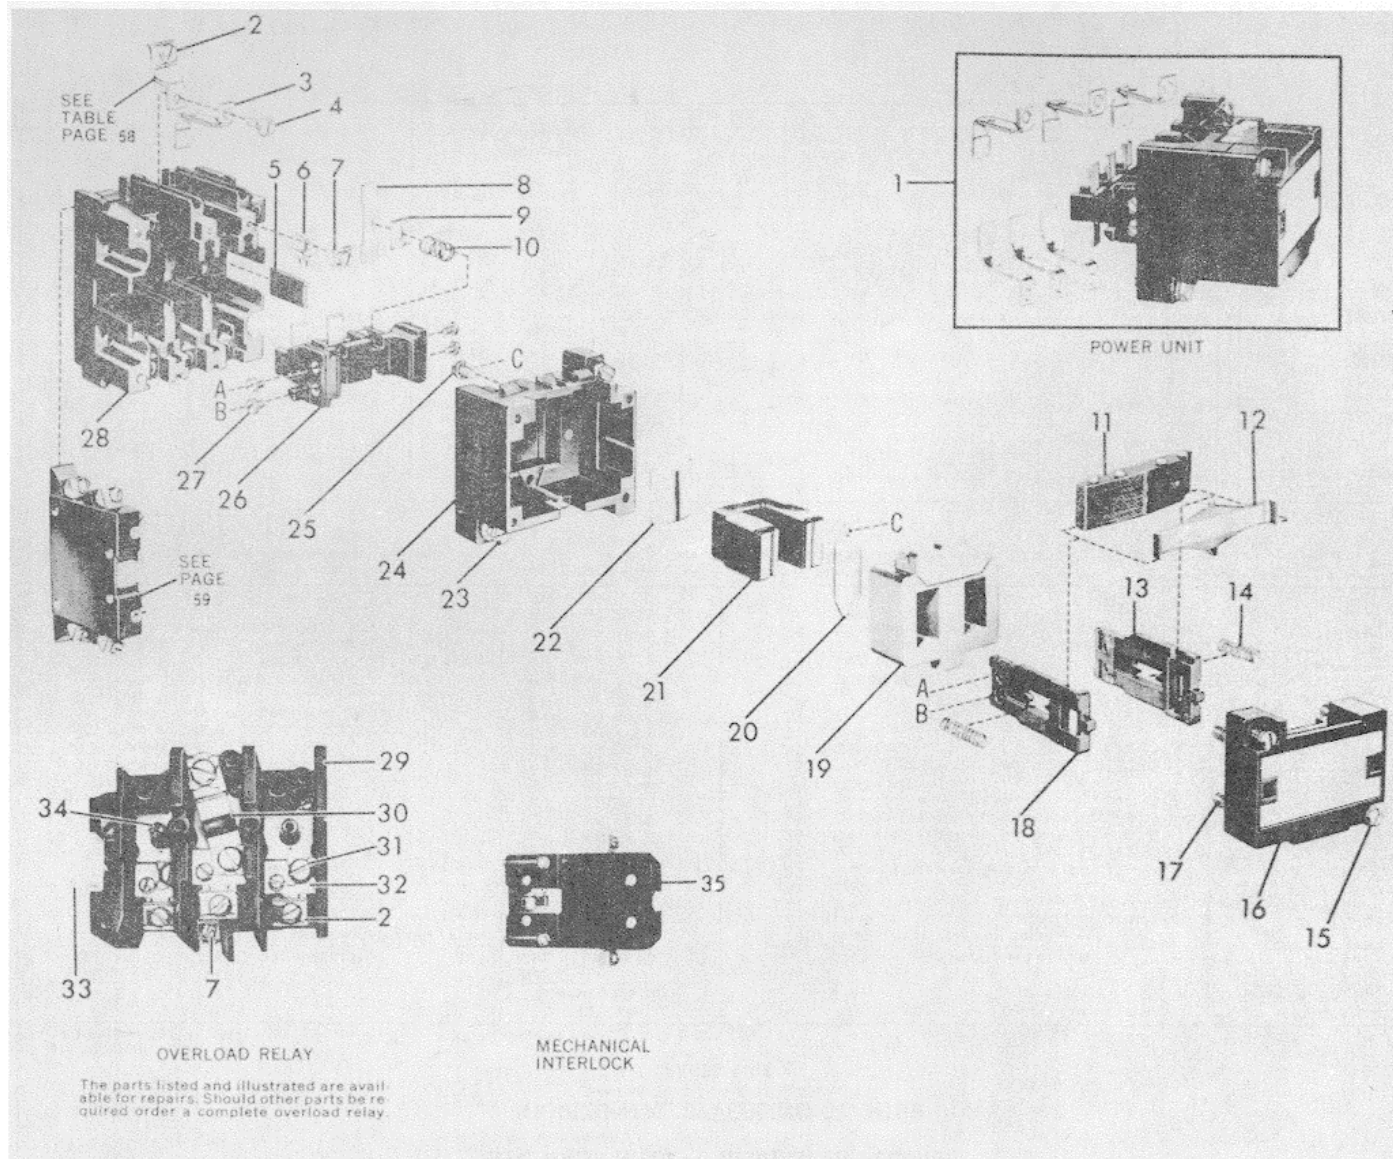 2
SEE
TABLE
PAGE 58
3
4
5
6
7
8
9
10
1
POWER UNIT
A
B
C
28
27
26
25
24
23
22
21
20
19
C
11
12
13
14
A
B
18
17
16
15
SEE
PAGE
59
29
34
30
31
32
2
33
7
35
OVERLOAD RELAY
MECHANICAL
INTERLOCK
The parts listed and illustrated are avail-
able for repairs. Should other parts be re-
quired order a complete overload relay.